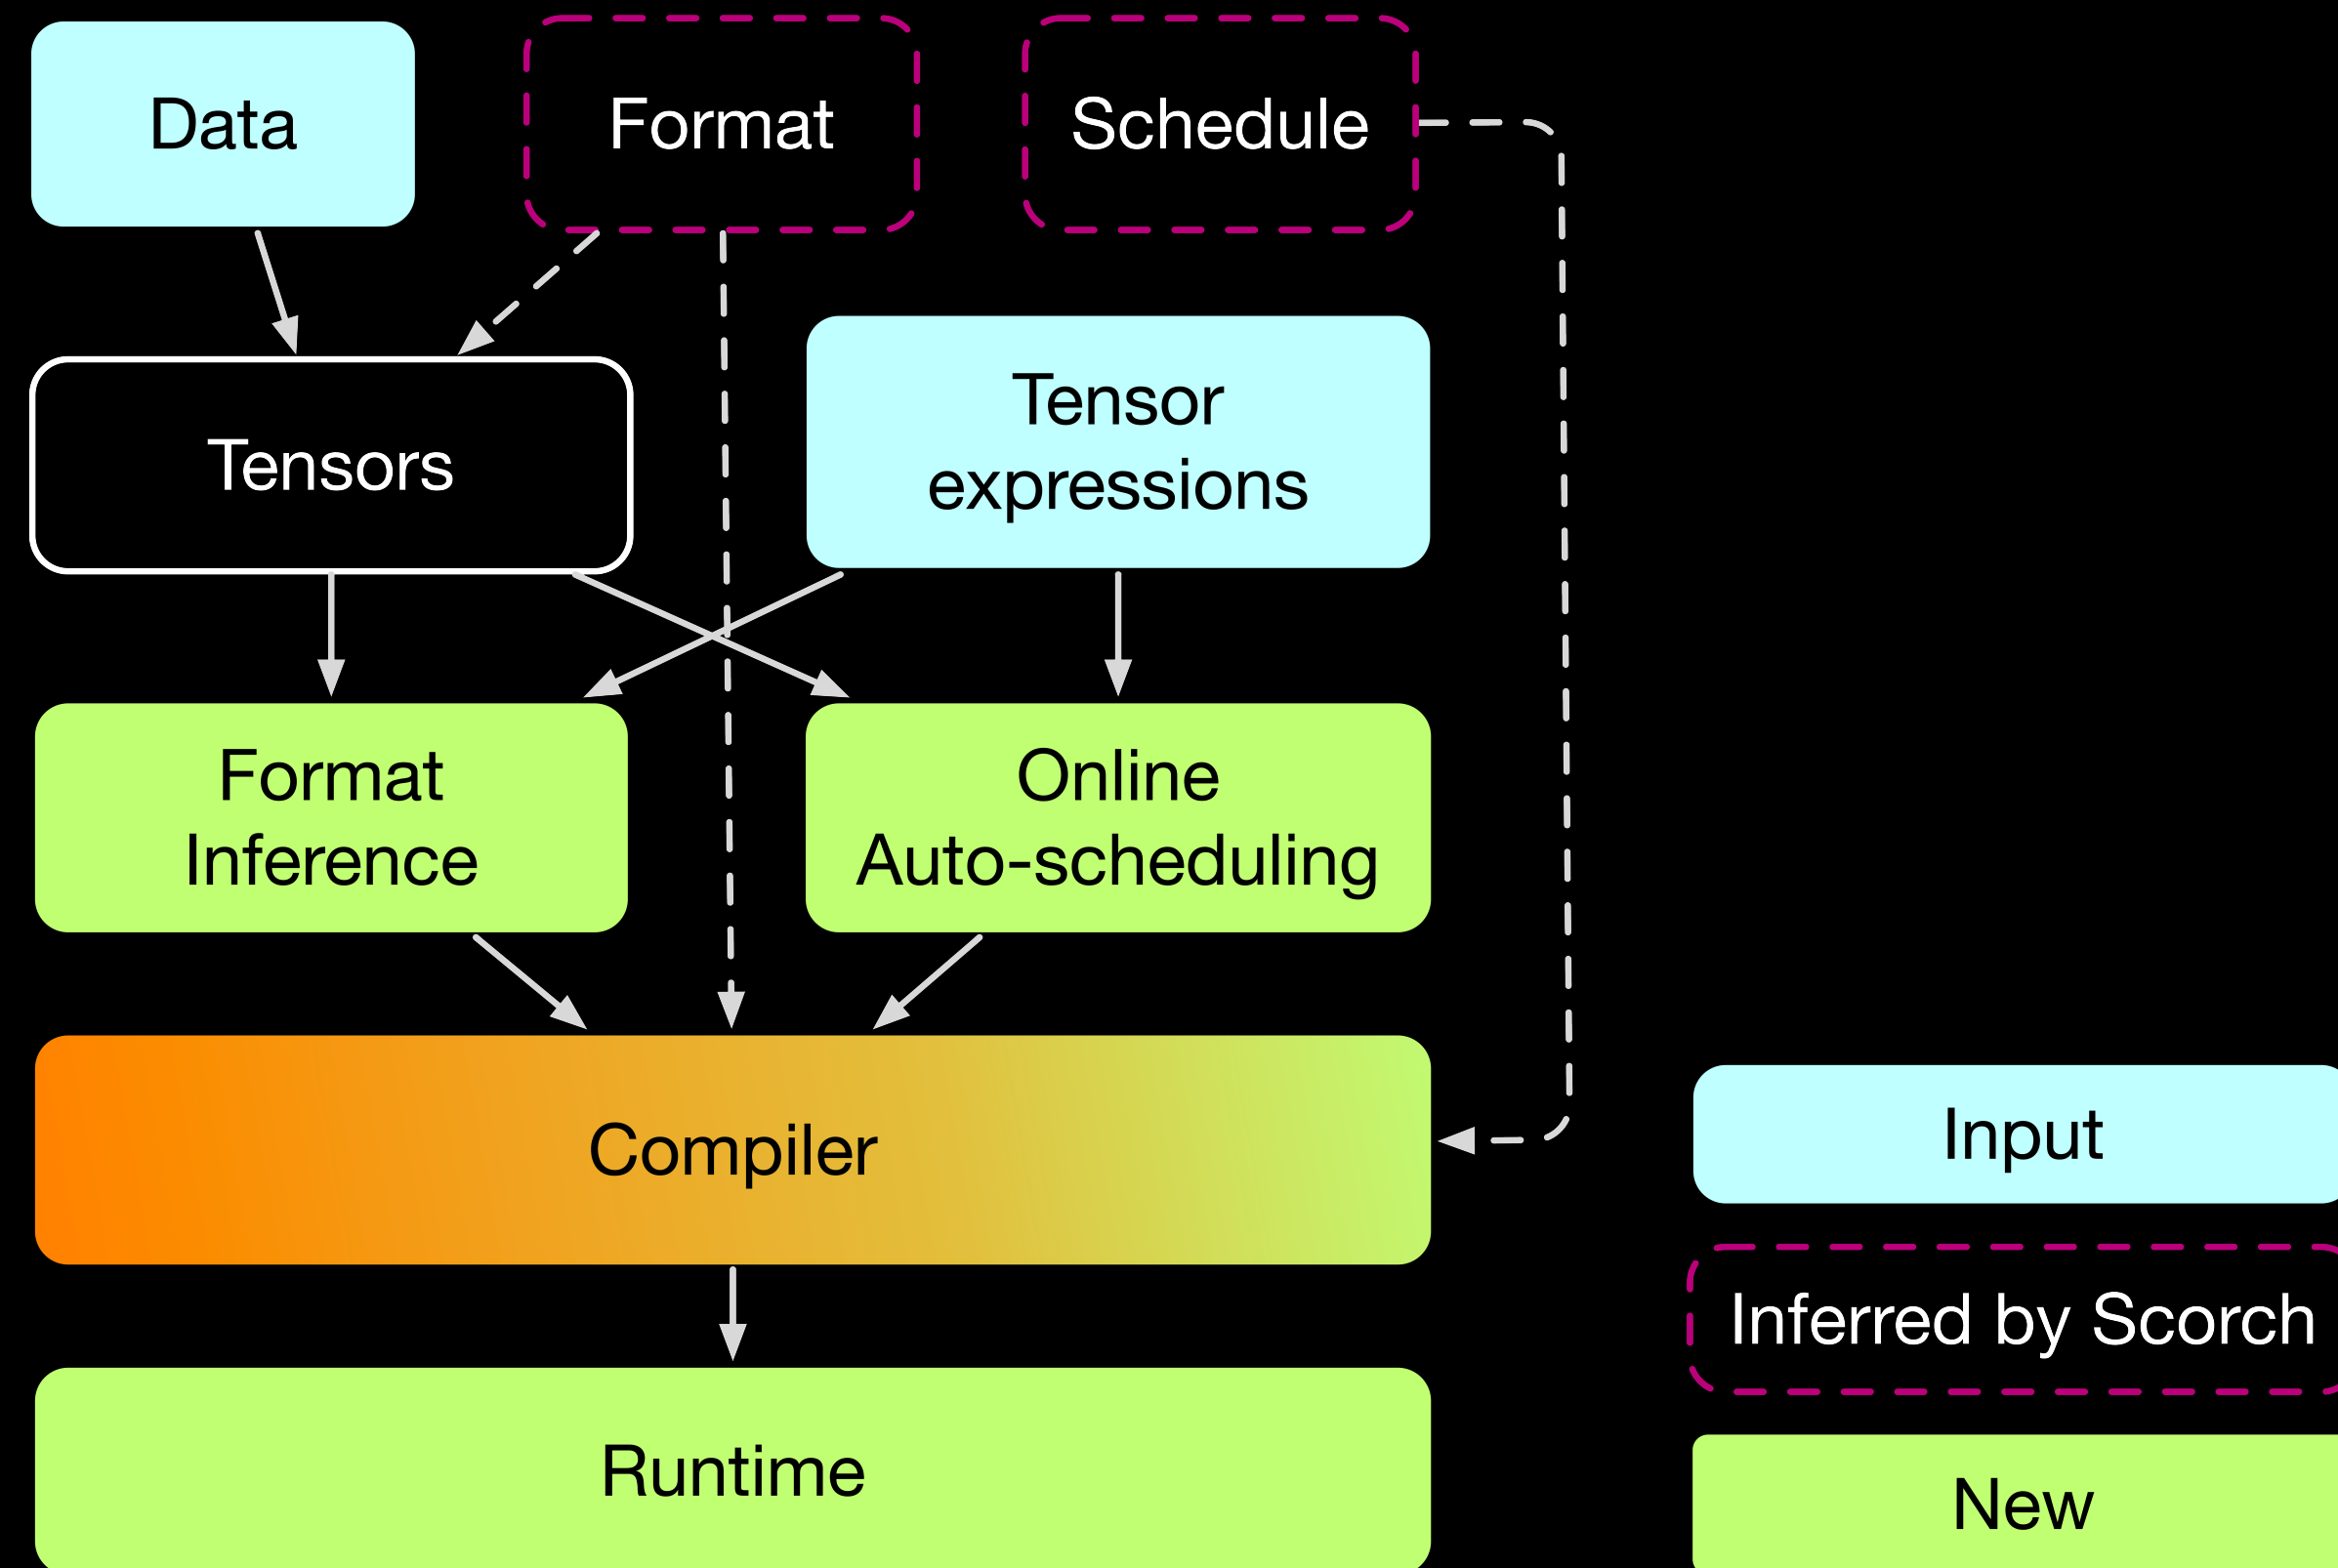 Data
Format
Schedule
Tensors
Tensor
expressions
Format
Inference
Online
Auto-scheduling
Compiler
Runtime
Input
Inferred by Scorch
New